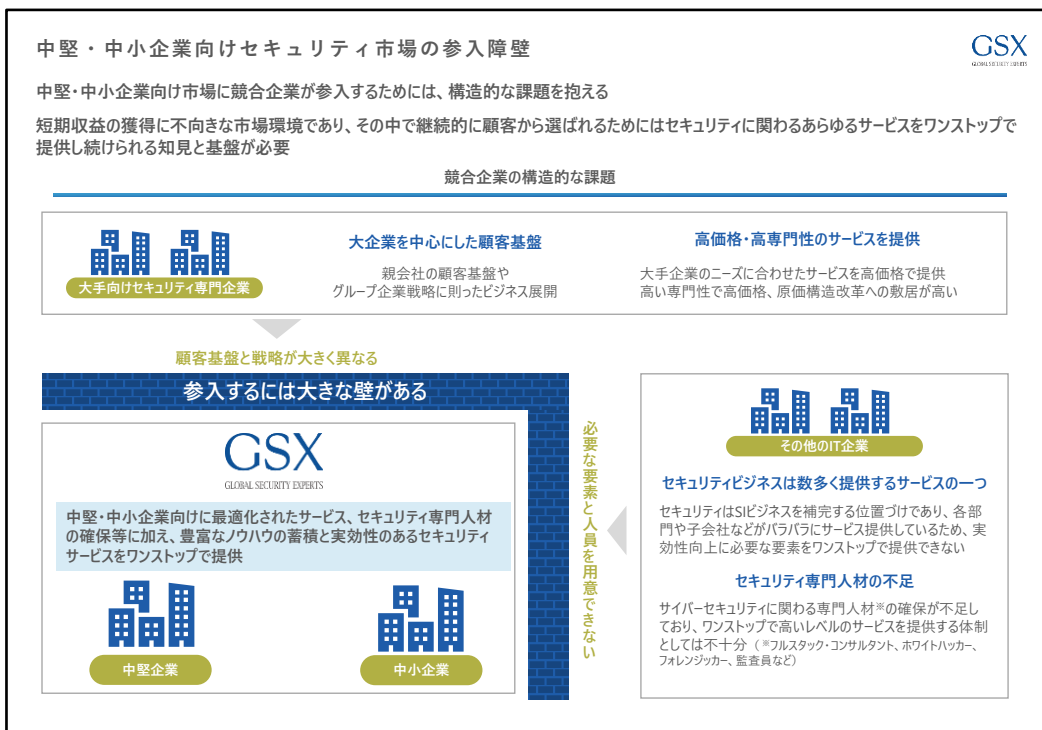 中堅・中小企業向けセキュリティ市場の参入障壁
GSX
GLOBAL SECURITY EXPERTS
中堅・中小企業向け市場に競合企業が参入するためには、構造的な課題を抱える
短期収益の獲得に不向きな市場環境であり、その中で継続的に顧客から選ばれるためにはセキュリティに関わるあらゆるサービスをワンストップで
提供し続けられる知見と基盤が必要
競合企業の構造的な課題
大手向けセキュリティ専門企業
大企業を中心にした顧客基盤
親会社の顧客基盤や
グループ企業戦略に則ったビジネス展開
高価格・高専門性のサービスを提供
大手企業のニーズに合わせたサービスを高価格で提供
高い専門性で高価格、原価構造改革への敷居が高い
顧客基盤と戦略が大きく異なる
参入するには大きな壁がある
GSX
GLOBAL SECURITY EXPERTS
中堅・中小企業向けに最適化されたサービス、セキュリティ専門人材
の確保等に加え、豊富なノウハウの蓄積と実効性のあるセキュリティ
サービスをワンストップで提供
中堅企業
中小企業
必要な要素と人員を用意できない
その他のIT企業
セキュリティビジネスは数多く提供するサービスの一つ
セキュリティはSIビジネスを補完する位置づけであり、各部
門や子会社などがバラバラにサービス提供しているため、実
効性向上に必要な要素をワンストップで提供できない
セキュリティ専門人材の不足
サイバーセキュリティに関わる専門人材※の確保が不足し
ており、ワンストップで高いレベルのサービスを提供する体制
としては不十分（※フルスタック・コンサルタント、ホワイトハッカー、
フォレンジッカー、監査員など）